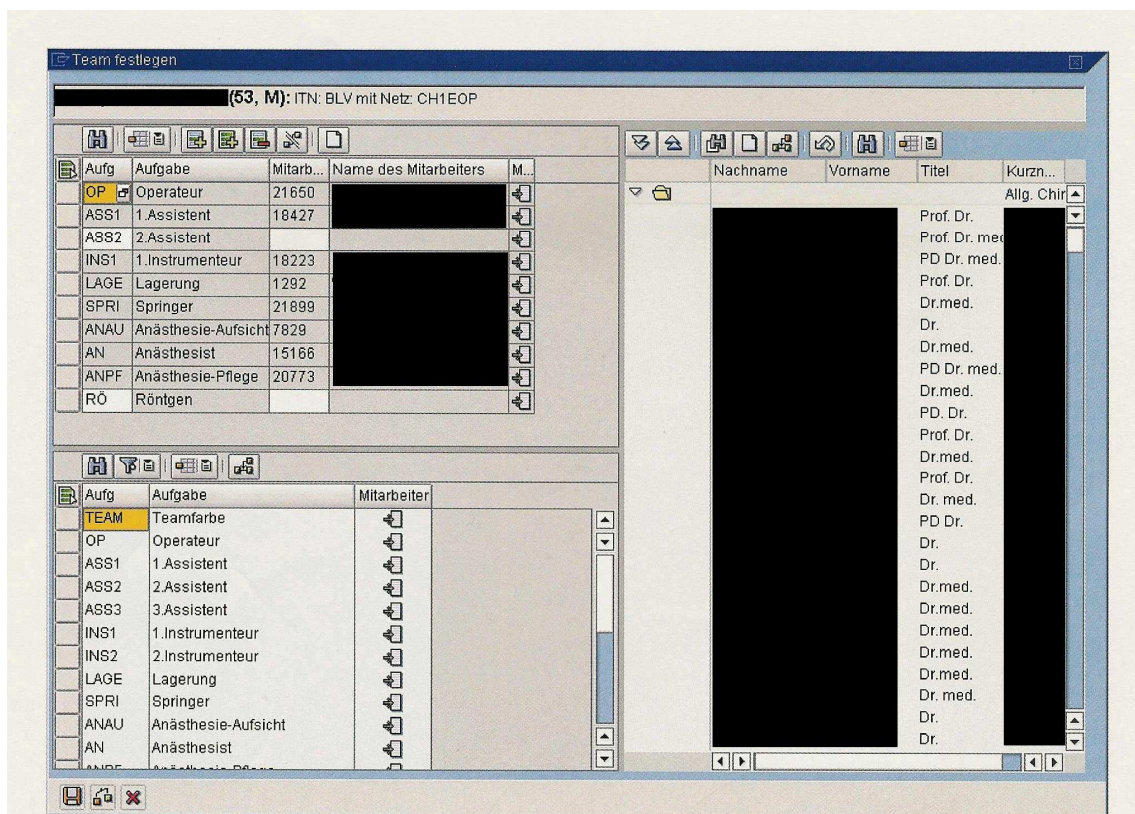 Team festlegen
(53, M): ITN: BLV mit Netz: CH1EOP
Aufg Aufgabe Mitarb... Name des Mitarbeiters M...
OP Operateur 21650
ASS1 1.Assistent 18427
ASS2 2.Assistent
INS1 1.Instrumenteur 18223
LAGE Lagerung 1292
SPRI Springer 21899
ANAU Anästhesie-Aufsicht 7829
AN Anästhesist 15166
ANPF Anästhesie-Pflege 20773
RÖ Röntgen
Aufg Aufgabe Mitarbeiter
TEAM Teamfarbe
OP Operateur
ASS1 1.Assistent
ASS2 2.Assistent
ASS3 3.Assistent
INS1 1.Instrumenteur
INS2 2.Instrumenteur
LAGE Lagerung
SPRI Springer
ANAU Anästhesie-Aufsicht
AN Anästhesist
Nachname Vorname Titel Kurzn...
Allg. Chir
Prof. Dr.
Prof. Dr. med
PD Dr. med.
Prof. Dr.
Dr.med.
Dr.
Dr.med.
PD Dr. med.
Dr.med.
PD. Dr.
Prof. Dr.
Dr.med.
Prof. Dr.
Dr. med.
PD Dr.
Dr.
Dr.
Dr.med.
Dr.med.
Dr.med.
Dr.med.
Dr.med.
Dr. med.
Dr.
Dr.